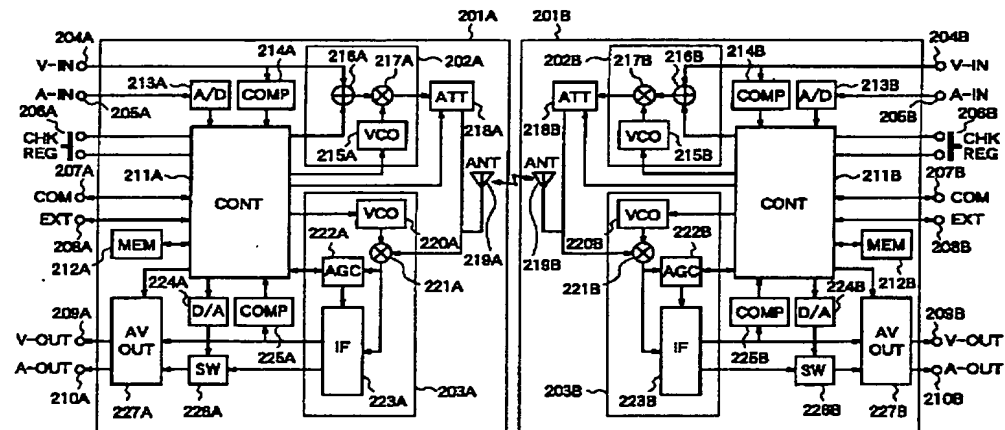 201A 201B
204A 214A 216A 217A 202A 202B 217B 216B 214B 204B
V-IN 213A 213B V-IN
A-IN A/D COMP ATT ATT COMP A/D A-IN
206A 205A 218A 218B 205B 206B
CHK VCO VCO CHK
REG 215A 215B REG
207A 211A ANT ANT 211B 207B
COM CONT CONT COM
EXT VCO VCO EXT
208A MEM 222A 220A 219A 219B 220B 222B MEM 208B
212A AGC AGC 212B
224A 221A 221B 224B
209A D/A COMP COMP D/A 209B
V-OUT AV OUT 225A IF IF 225B AV OUT V-OUT
A-OUT SW SW A-OUT
210A 227A 226A 223A 203A 203B 223B 226B 227B 210B